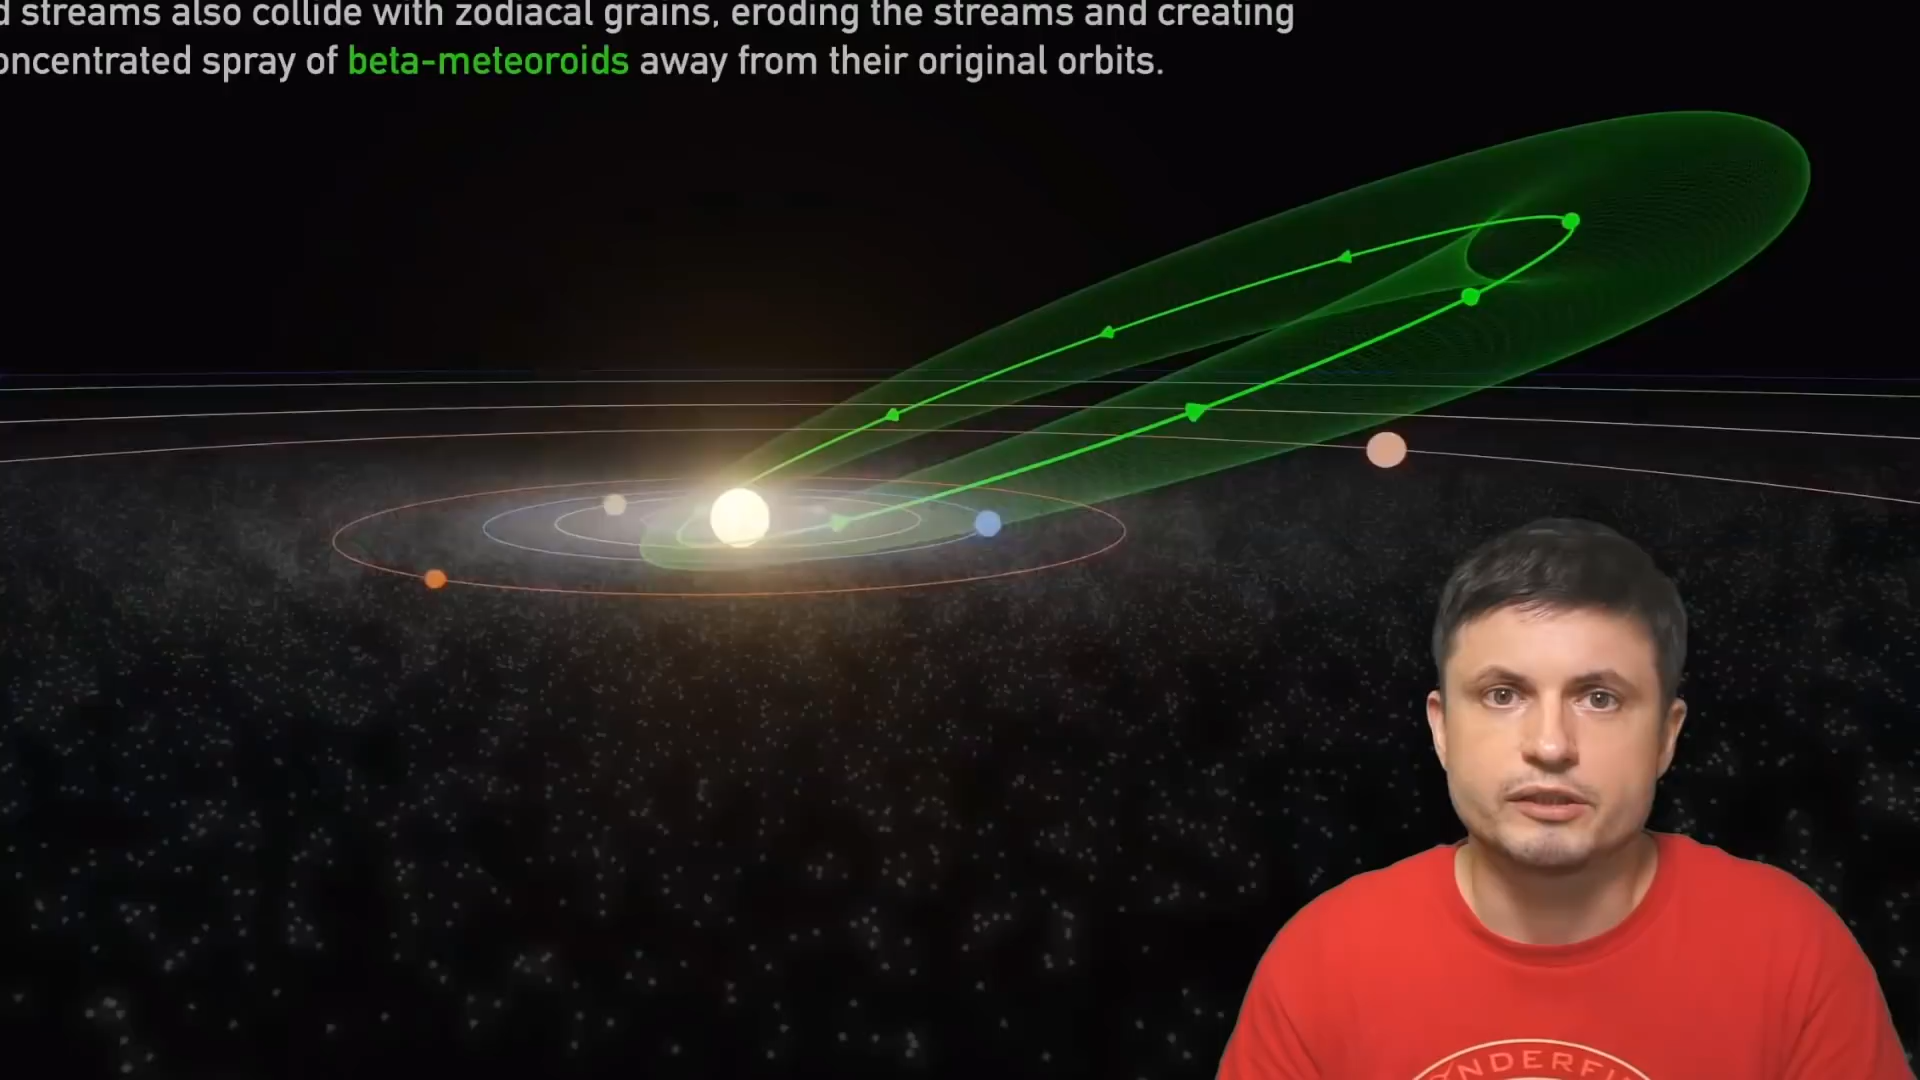 d streams also collide with zodiacal grains, eroding the streams and creating
oncentrated spray of beta-meteoroids away from their original orbits.
NDERFU